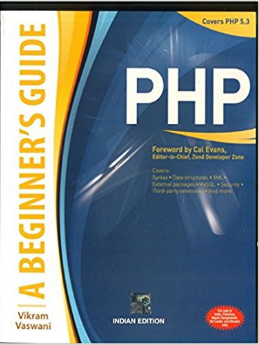 Covers PHP 5.3
A BEGINNER'S GUIDE
PHP
Foreword by Cal Evans,
Editor-in-Chief, Zend Developer Zone
Covers:
Syntax • Data structures • XML •
External packages • MySQL • Security •
Third-party extensions • And more
Vikram
Vaswani
INDIAN EDITION